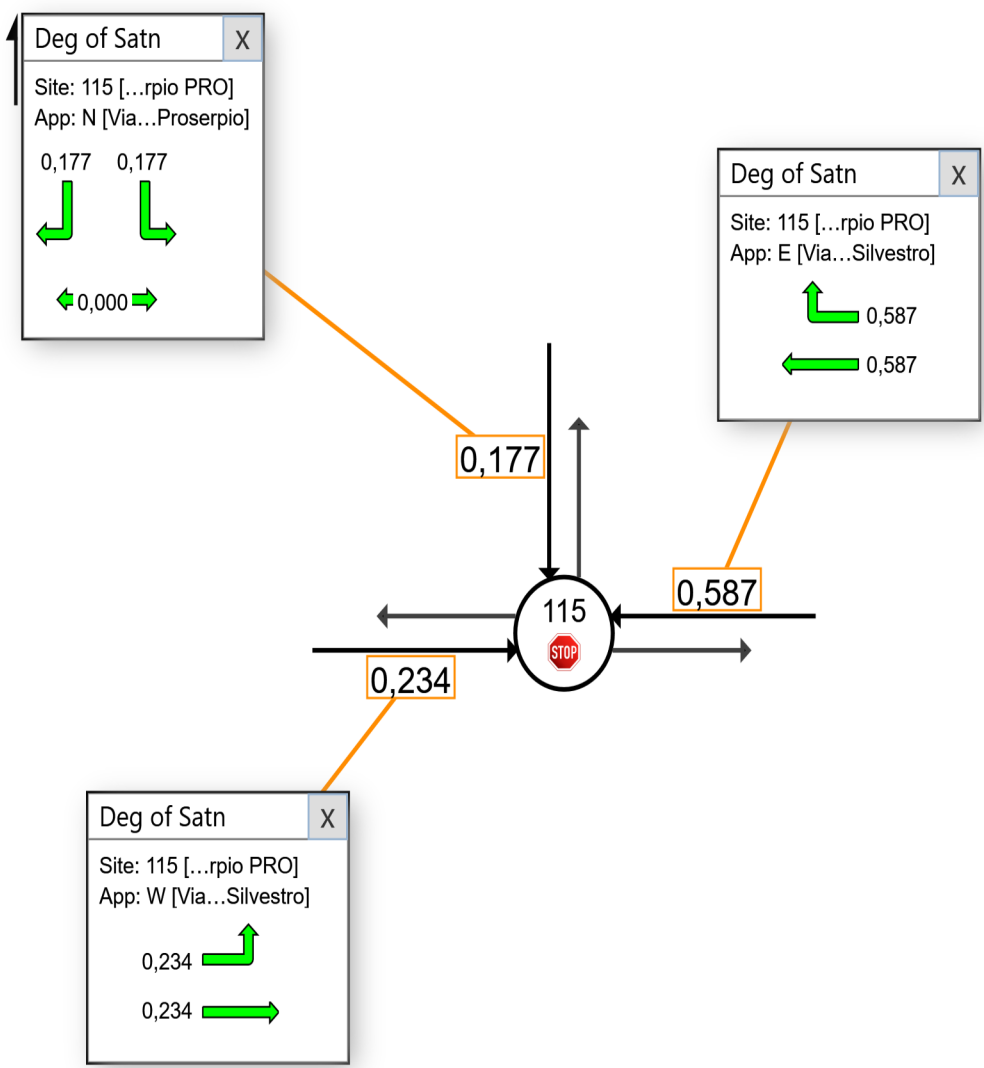 Deg of Satn X
Site: 115 [...rpio PRO]
App: N [Via...Proserpio]
0,177 0,177
0,000
Deg of Satn X
Site: 115 [...rpio PRO]
App: E [Via...Silvestro]
0,587
0,587
0,177
0,587
115
STOP
0,234
Deg of Satn X
Site: 115 [...rpio PRO]
App: W [Via...Silvestro]
0,234
0,234